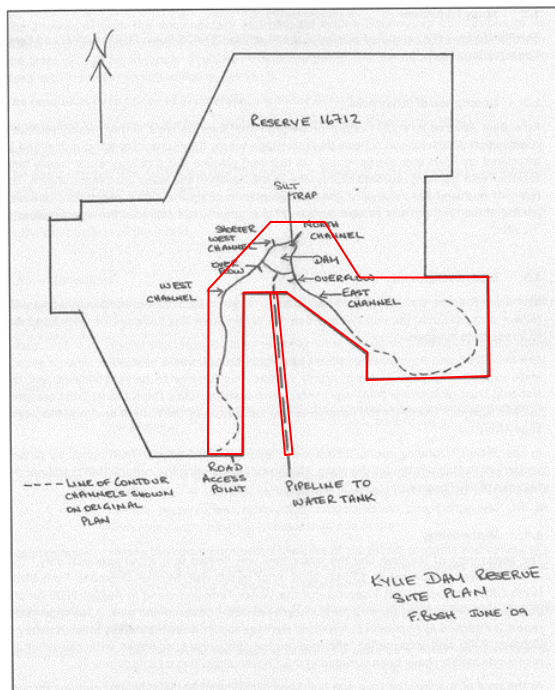 N
RESERVE 16712
SILT
TRAP
SHORTER
WEST
CHANNEL
NORTH
CHANNEL
DAM
OVER
FLOW
OVERFLOW
WEST
CHANNEL
EAST
CHANNEL
ROAD
ACCESS
POINT
PIPELINE TO
WATER TANK
---- LINE OF CONTOUR
CHANNELS SHOWN
ON ORIGINAL
PLAN
KYLIE DAM RESERVE
SITE PLAN
F. BUSH JUNE '09